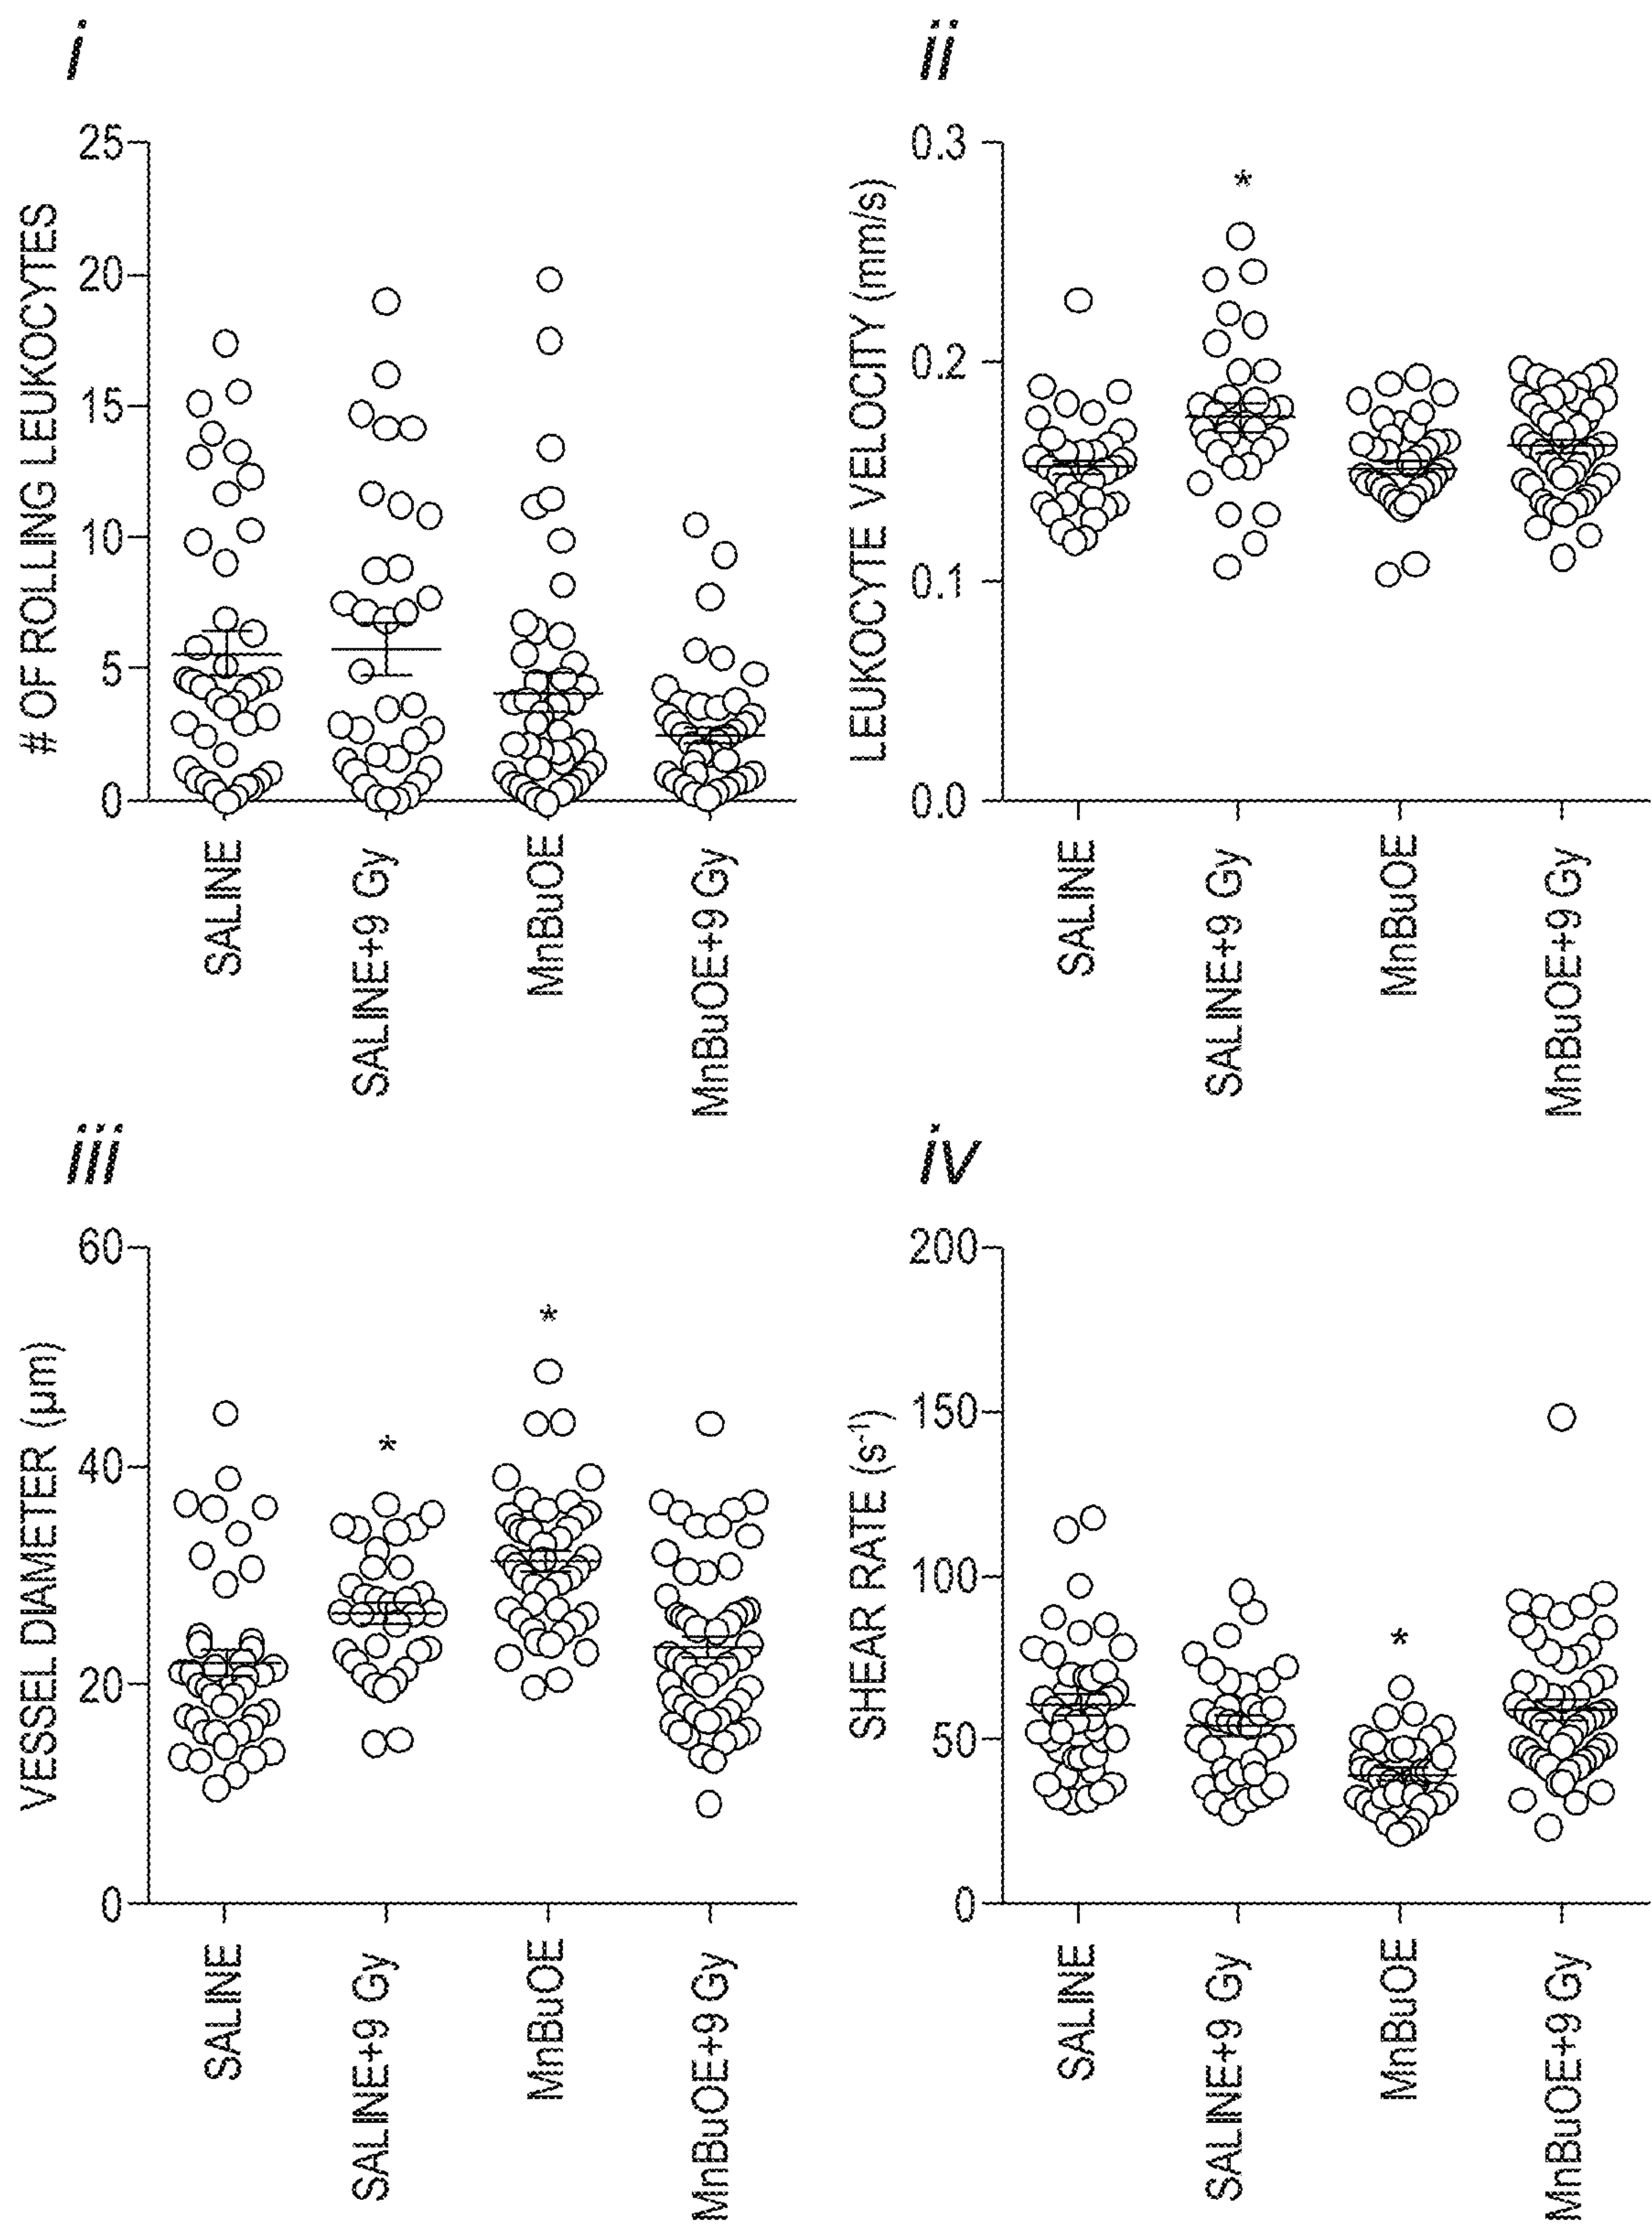 i
# OF ROLLING LEUKOCYTES
25
20
15
10
5
0
SALINE
SALINE+9 Gy
MnBuOE
MnBuOE+9 Gy
ii
LEUKOCYTE VELOCITY (mm/s)
0.3
0.2
0.1
0.0
*
SALINE
SALINE+9 Gy
MnBuOE
MnBuOE+9 Gy
iii
VESSEL DIAMETER (µm)
60
40
20
0
*
*
SALINE
SALINE+9 Gy
MnBuOE
MnBuOE+9 Gy
iv
SHEAR RATE (s⁻¹)
200
150
100
50
0
*
SALINE
SALINE+9 Gy
MnBuOE
MnBuOE+9 Gy